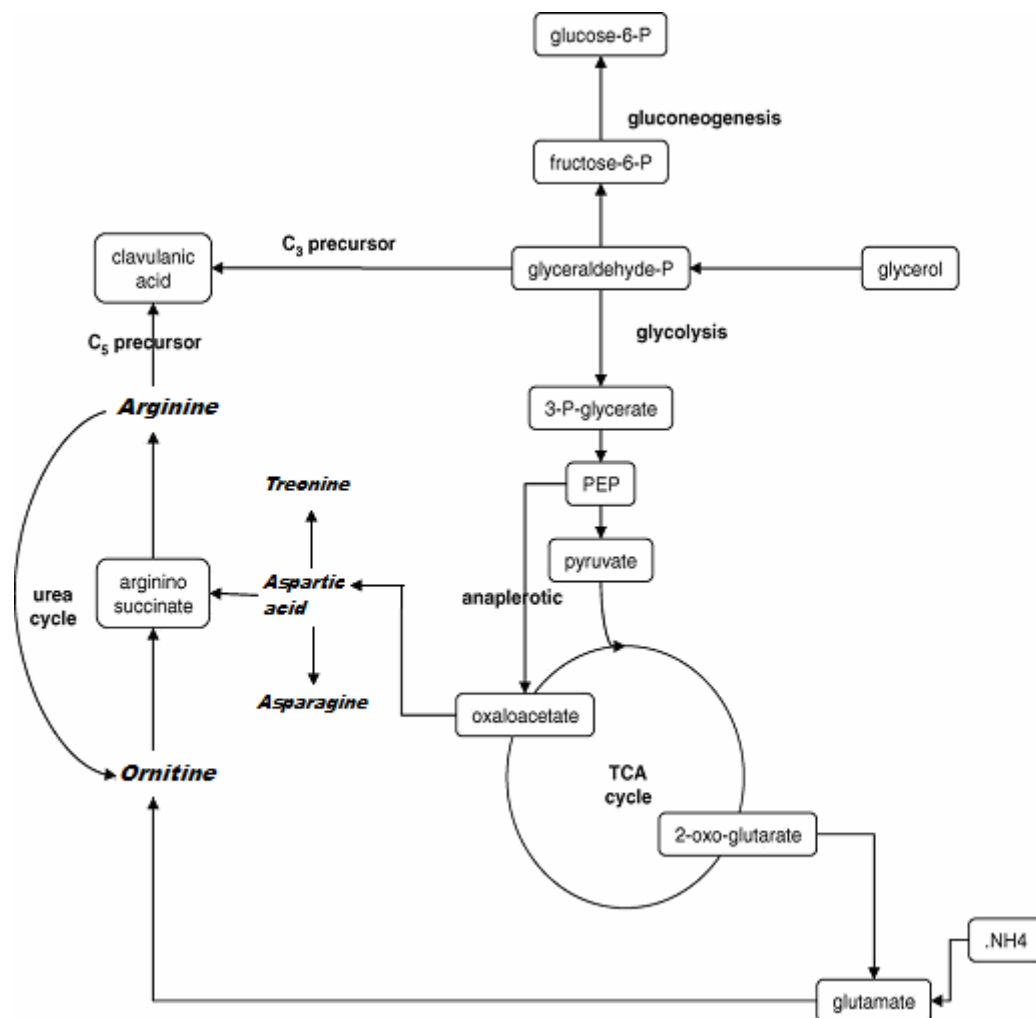 glucose-6-P
gluconeogenesis
fructose-6-P
C3 precursor
clavulanic
acid
glyceraldehyde-P
glycerol
C5 precursor
glycolysis
Arginine
3-P-glycerate
Treonine
PEP
pyruvate
arginino
succinate
Aspartic
acid
urea
cycle
anaplerotic
Asparagine
oxaloacetate
Ornitine
TCA
cycle
2-oxo-glutarate
.NH4
glutamate